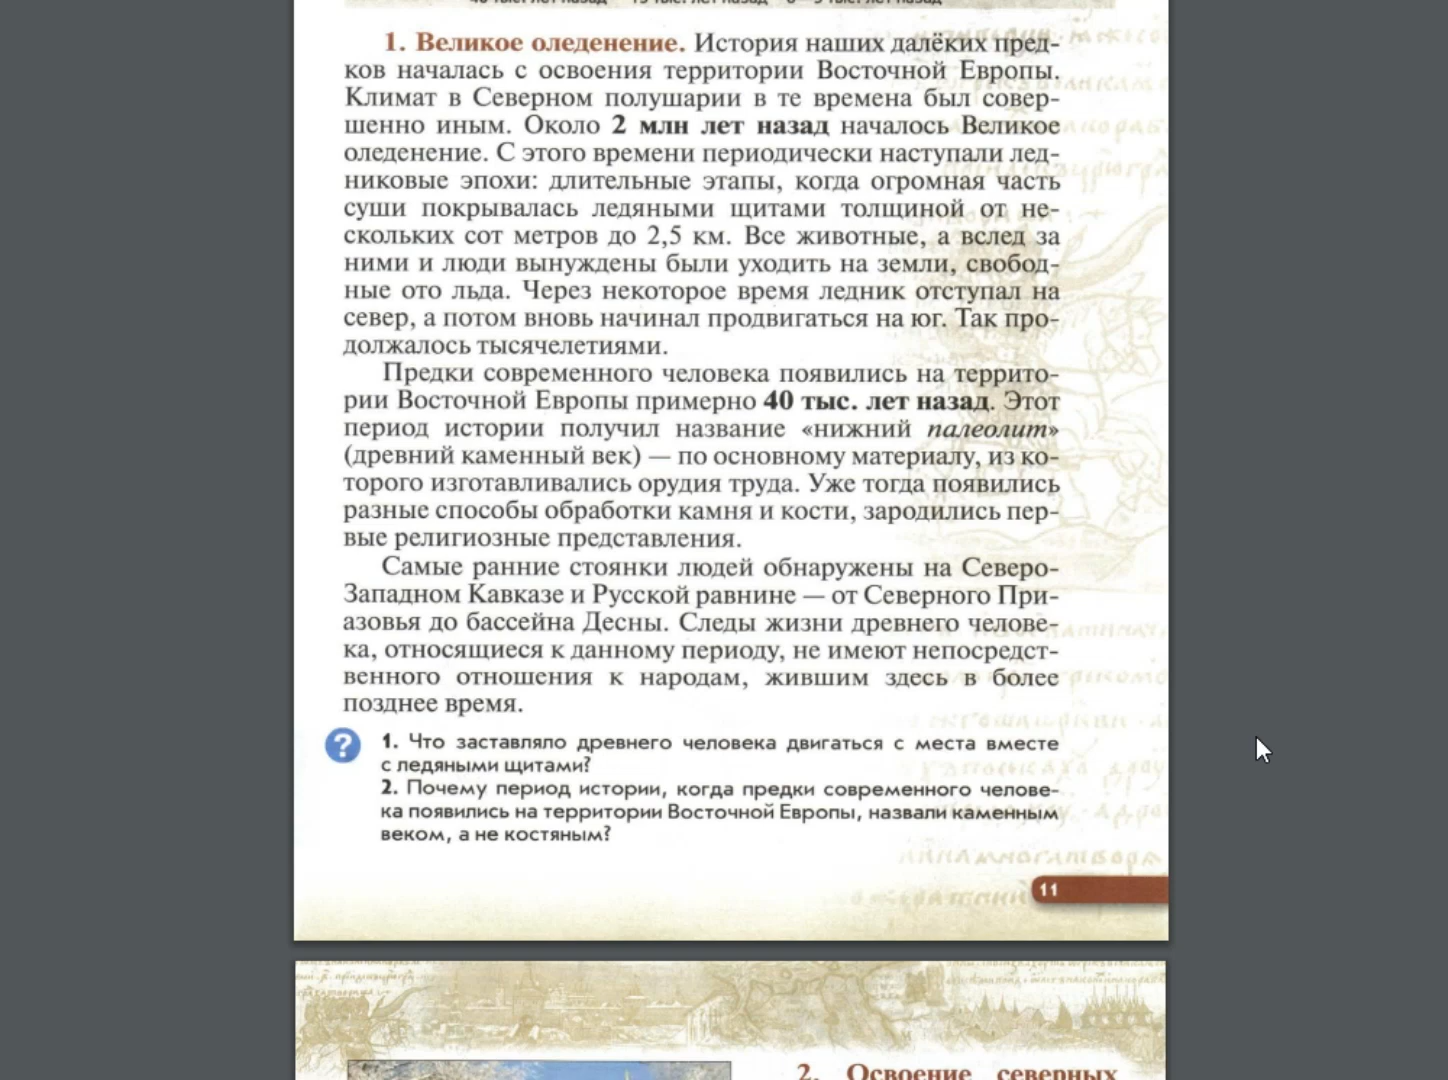 1. Великое оледенение. История наших далёких пред-
ков началась с освоения территории Восточной Европы.
Климат в Северном полушарии в те времена был совер-
шенно иным. Около 2 млн лет назад началось Великое
оледенение. С этого времени периодически наступали лед-
никовые эпохи: длительные этапы, когда огромная часть
суши покрывалась ледяными щитами толщиной от не-
скольких сот метров до 2,5 км. Все животные, а вслед за
ними и люди вынуждены были уходить на земли, свобод-
ные ото льда. Через некоторое время ледник отступал на
север, а потом вновь начинал продвигаться на юг. Так про-
должалось тысячелетиями.
Предки современного человека появились на террито-
рии Восточной Европы примерно 40 тыс. лет назад. Этот
период истории получил название «нижний палеолит»
(древний каменный век) — по основному материалу, из ко-
торого изготавливались орудия труда. Уже тогда появились
разные способы обработки камня и кости, зародились пер-
вые религиозные представления.
Самые ранние стоянки людей обнаружены на Северо-
Западном Кавказе и Русской равнине — от Северного При-
азовья до бассейна Десны. Следы жизни древнего челове-
ка, относящиеся к данному периоду, не имеют непосредст-
венного отношения к народам, жившим здесь в более
позднее время.
?
1. Что заставляло древнего человека двигаться с места вместе
с ледяными щитами?
2. Почему период истории, когда предки современного челове-
ка появились на территории Восточной Европы, назвали каменным
веком, а не костяным?
11
2. Освоение северных